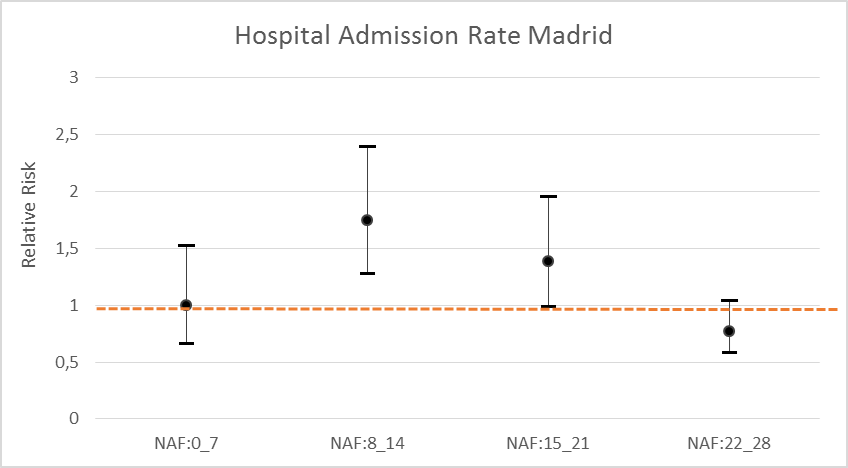 Hospital Admission Rate Madrid
Relative Risk
3
2,5
2
1,5
1
0,5
0
NAF:0_7
NAF:8_14
NAF:15_21
NAF:22_28